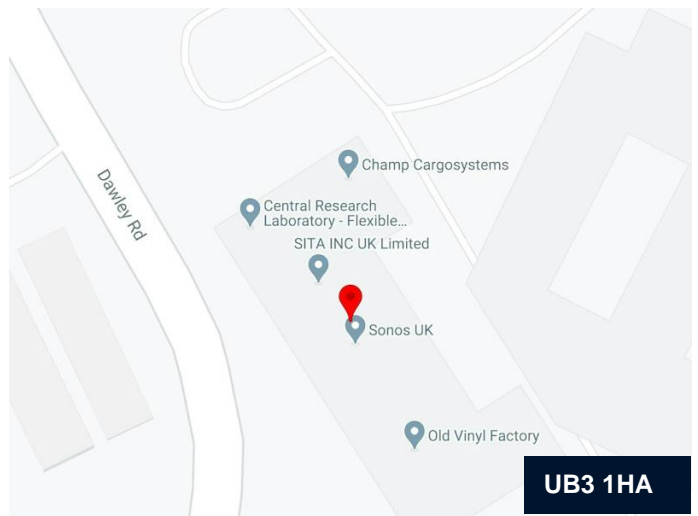 Champ Cargosystems
Dawley Rd
Central Research
Laboratory - Flexible...
SITA INC UK Limited
Sonos UK
Old Vinyl Factory
UB3 1HA